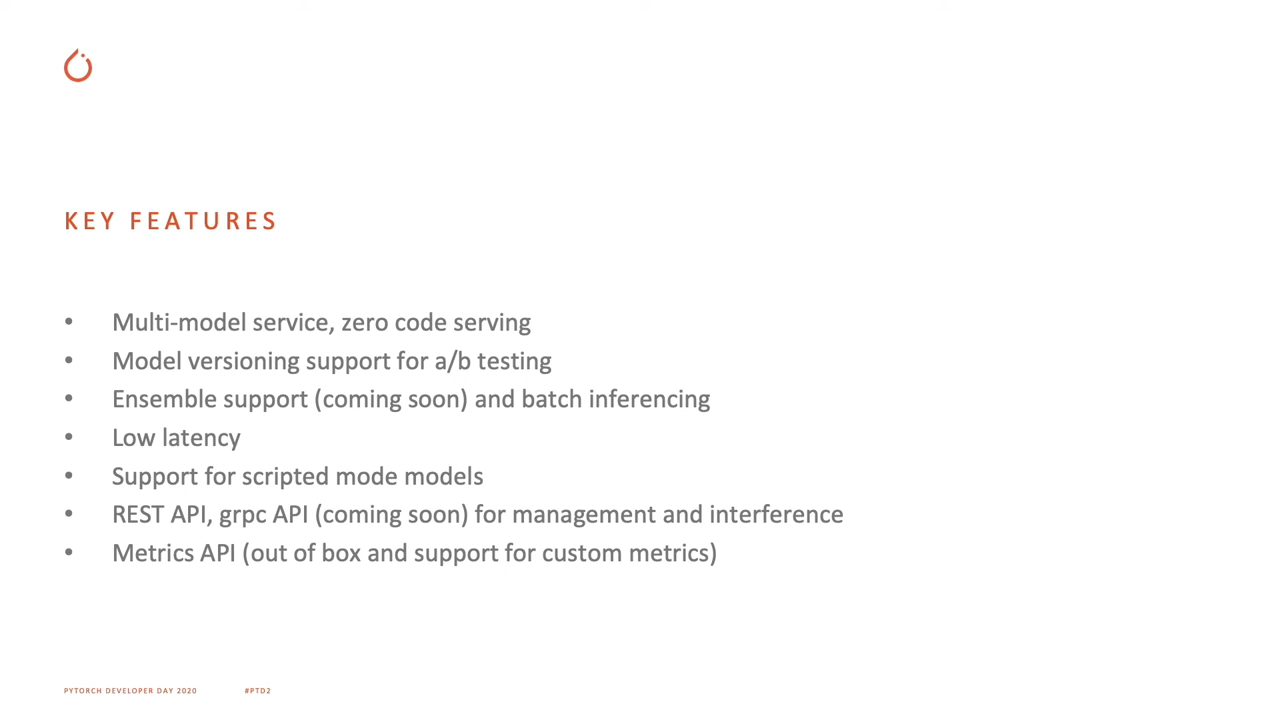 KEY FEATURES
• Multi-model service, zero code serving
• Model versioning support for a/b testing
• Ensemble support (coming soon) and batch inferencing
• Low latency
• Support for scripted mode models
• REST API, grpc API (coming soon) for management and interference
• Metrics API (out of box and support for custom metrics)
PYTORCH DEVELOPER DAY 2020 #PTD2